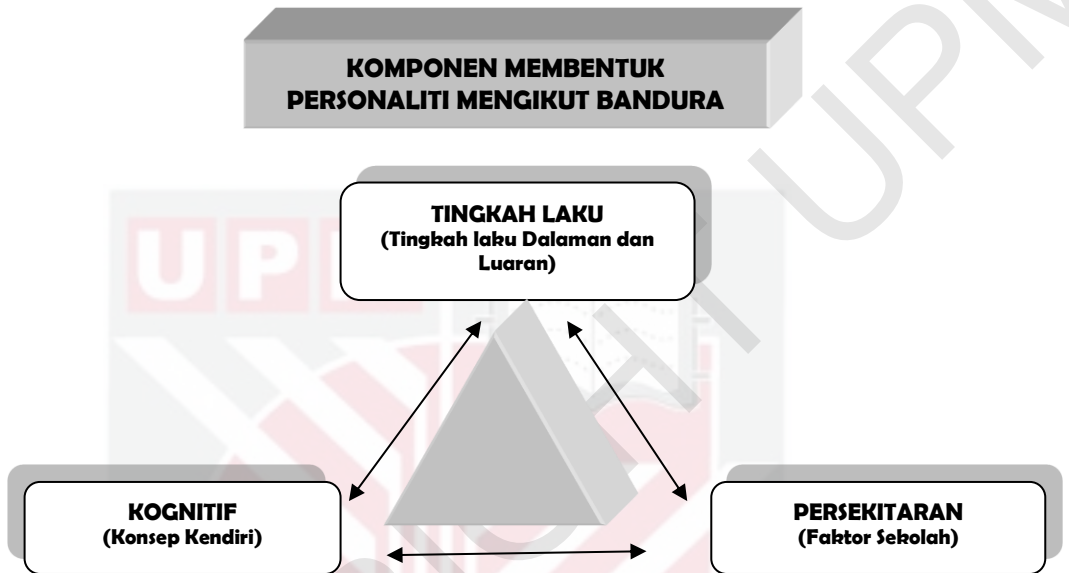 KOMPONEN MEMBENTUK
PERSONALITI MENGIKUT BANDURA
TINGKAH LAKU
(Tingkah laku Dalaman dan
Luaran)
KOGNITIF
(Konsep Kendiri)
PERSEKITARAN
(Faktor Sekolah)